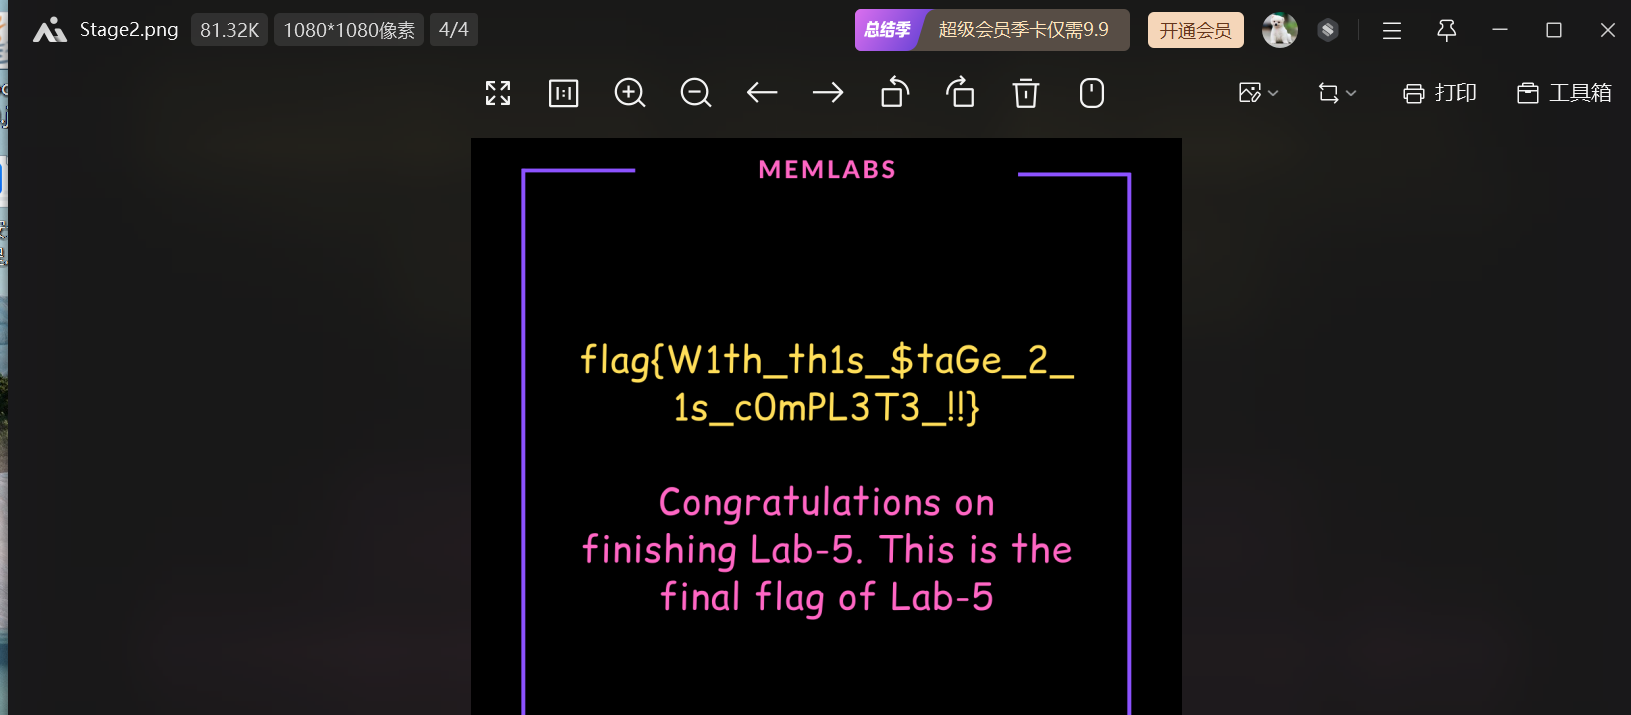 Stage2.png 81.32K 1080*1080像素 4/4 总结季 超级会员季卡仅需9.9 开通会员
打印 工具箱
MEMLABS
flag{W1th_th1s_$taGe_2_
1s_c0mPL3T3_!!}
Congratulations on
finishing Lab-5. This is the
final flag of Lab-5